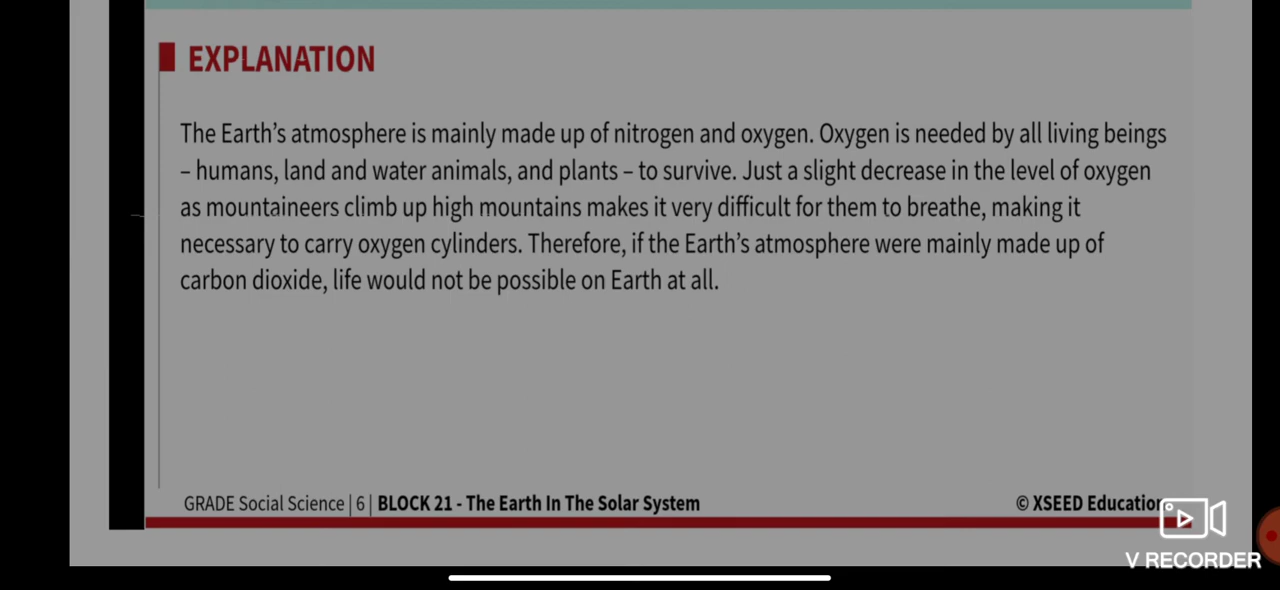 EXPLANATION
The Earth's atmosphere is mainly made up of nitrogen and oxygen. Oxygen is needed by all living beings
– humans, land and water animals, and plants – to survive. Just a slight decrease in the level of oxygen
as mountaineers climb up high mountains makes it very difficult for them to breathe, making it
necessary to carry oxygen cylinders. Therefore, if the Earth's atmosphere were mainly made up of
carbon dioxide, life would not be possible on Earth at all.
GRADE Social Science | 6 | BLOCK 21 - The Earth In The Solar System
© XSEED Education
V RECORDER